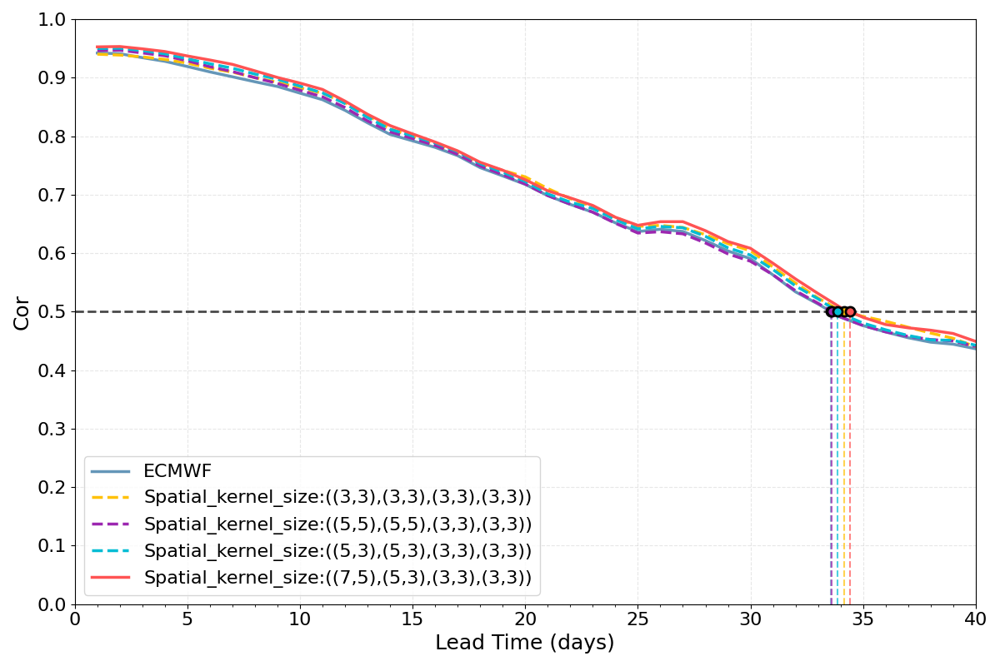 1.0
0.9
0.8
0.7
0.6
0.5
0.4
0.3
0.2
0.1
0.0
Cor
ECMWF
Spatial_kernel_size:((3,3),(3,3),(3,3),(3,3))
Spatial_kernel_size:((5,5),(5,5),(3,3),(3,3))
Spatial_kernel_size:((5,3),(5,3),(3,3),(3,3))
Spatial_kernel_size:((7,5),(5,3),(3,3),(3,3))
0 5 10 15 20 25 30 35 40
Lead Time (days)